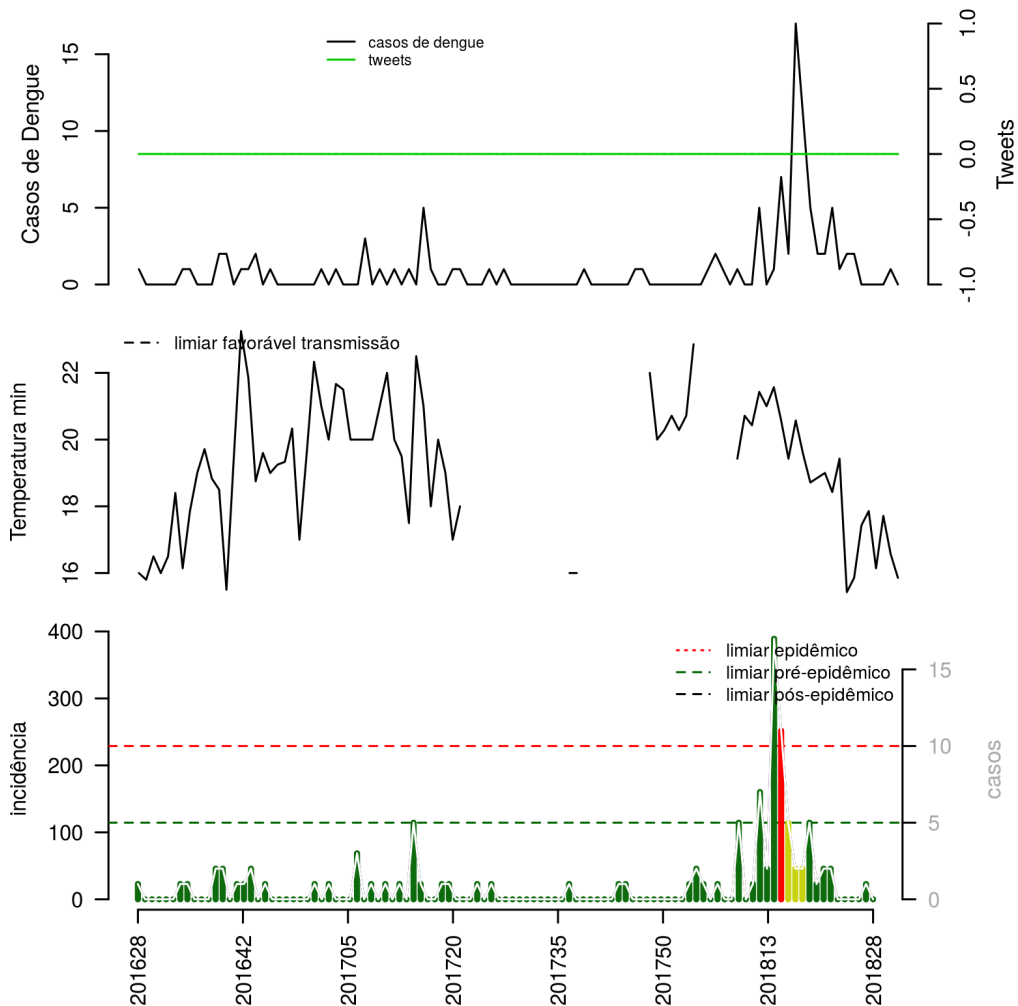 casos de dengue
tweets
Casos de Dengue
0
5
10
15
Tweets
-1.0
-0.5
0.0
0.5
1.0
limiar favorável transmissão
Temperatura min
16
18
20
22
limiar epidêmico
limiar pré-epidêmico
limiar pós-epidêmico
incidência
0
100
200
300
400
casos
0
5
10
15
201628
201642
201705
201720
201735
201750
201813
201828